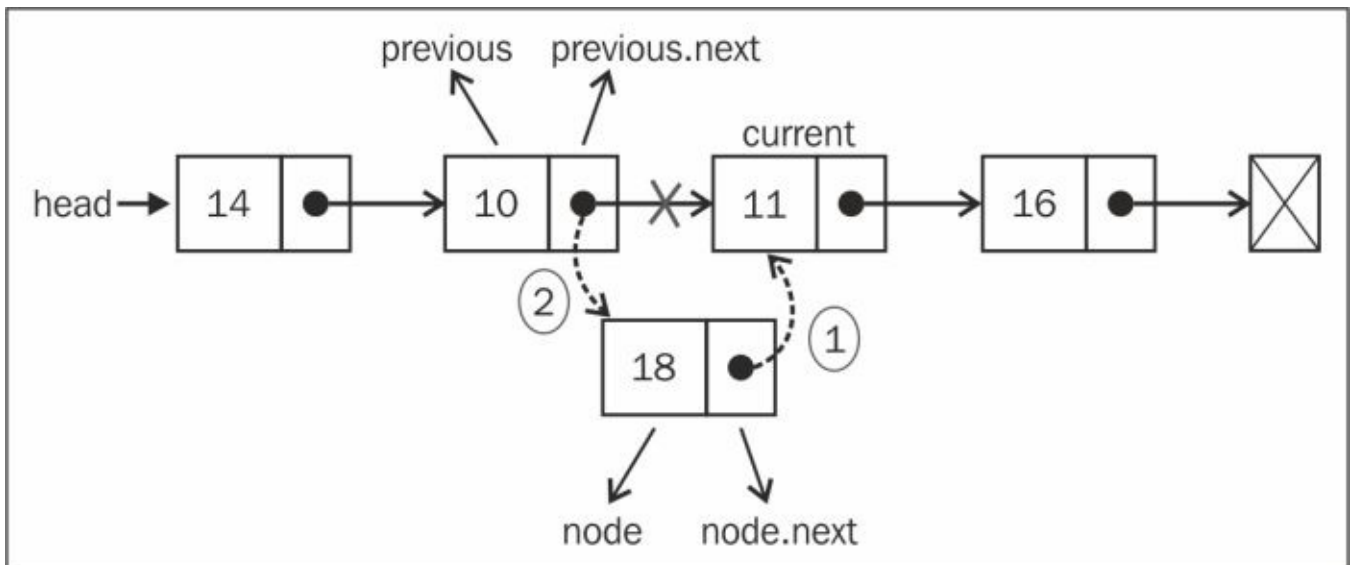 previous previous.next
current
head 14 10 11 16
2 1
18
node node.next